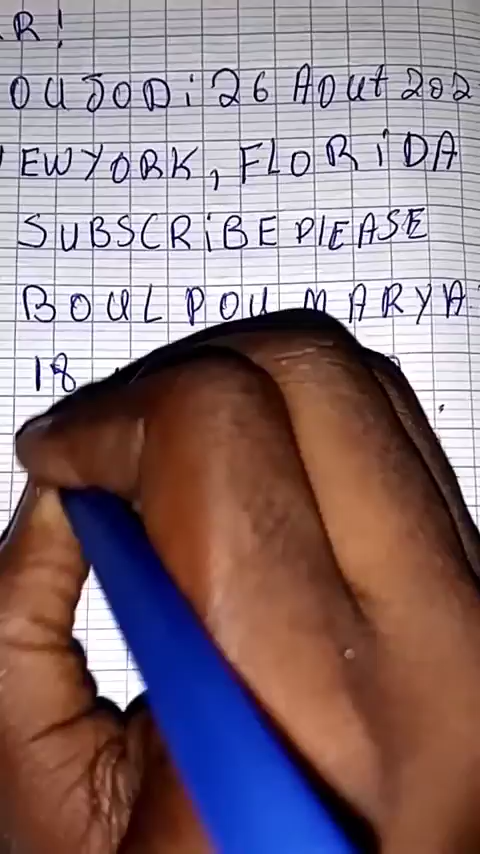 R!
OUJODi 26 AOUt 202
EWYORK, FLORiDA
SUBSCRiBE PlEASE
BOUL POU MARYA
18